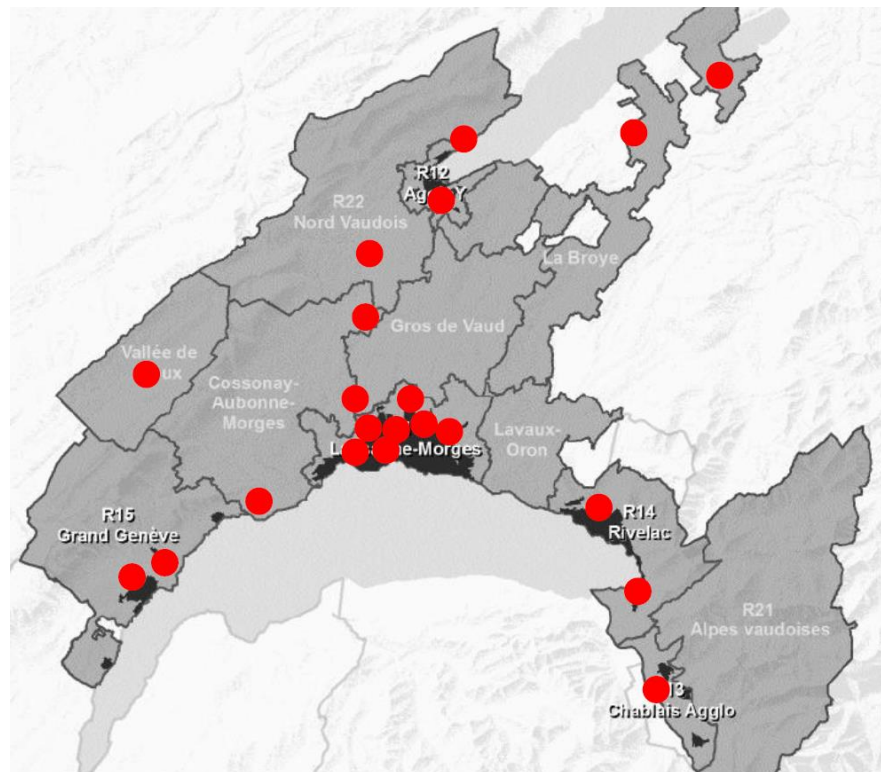 R12
R22
Nord Vaudois
La Broye
Gros de Vaud
Vallée de
Cossonay-
Aubonne-
Morges
Lavaux-
Oron
R15
Grand Genève
R14
Rivelac
R21
Alpes vaudoises
Chablais Agglo